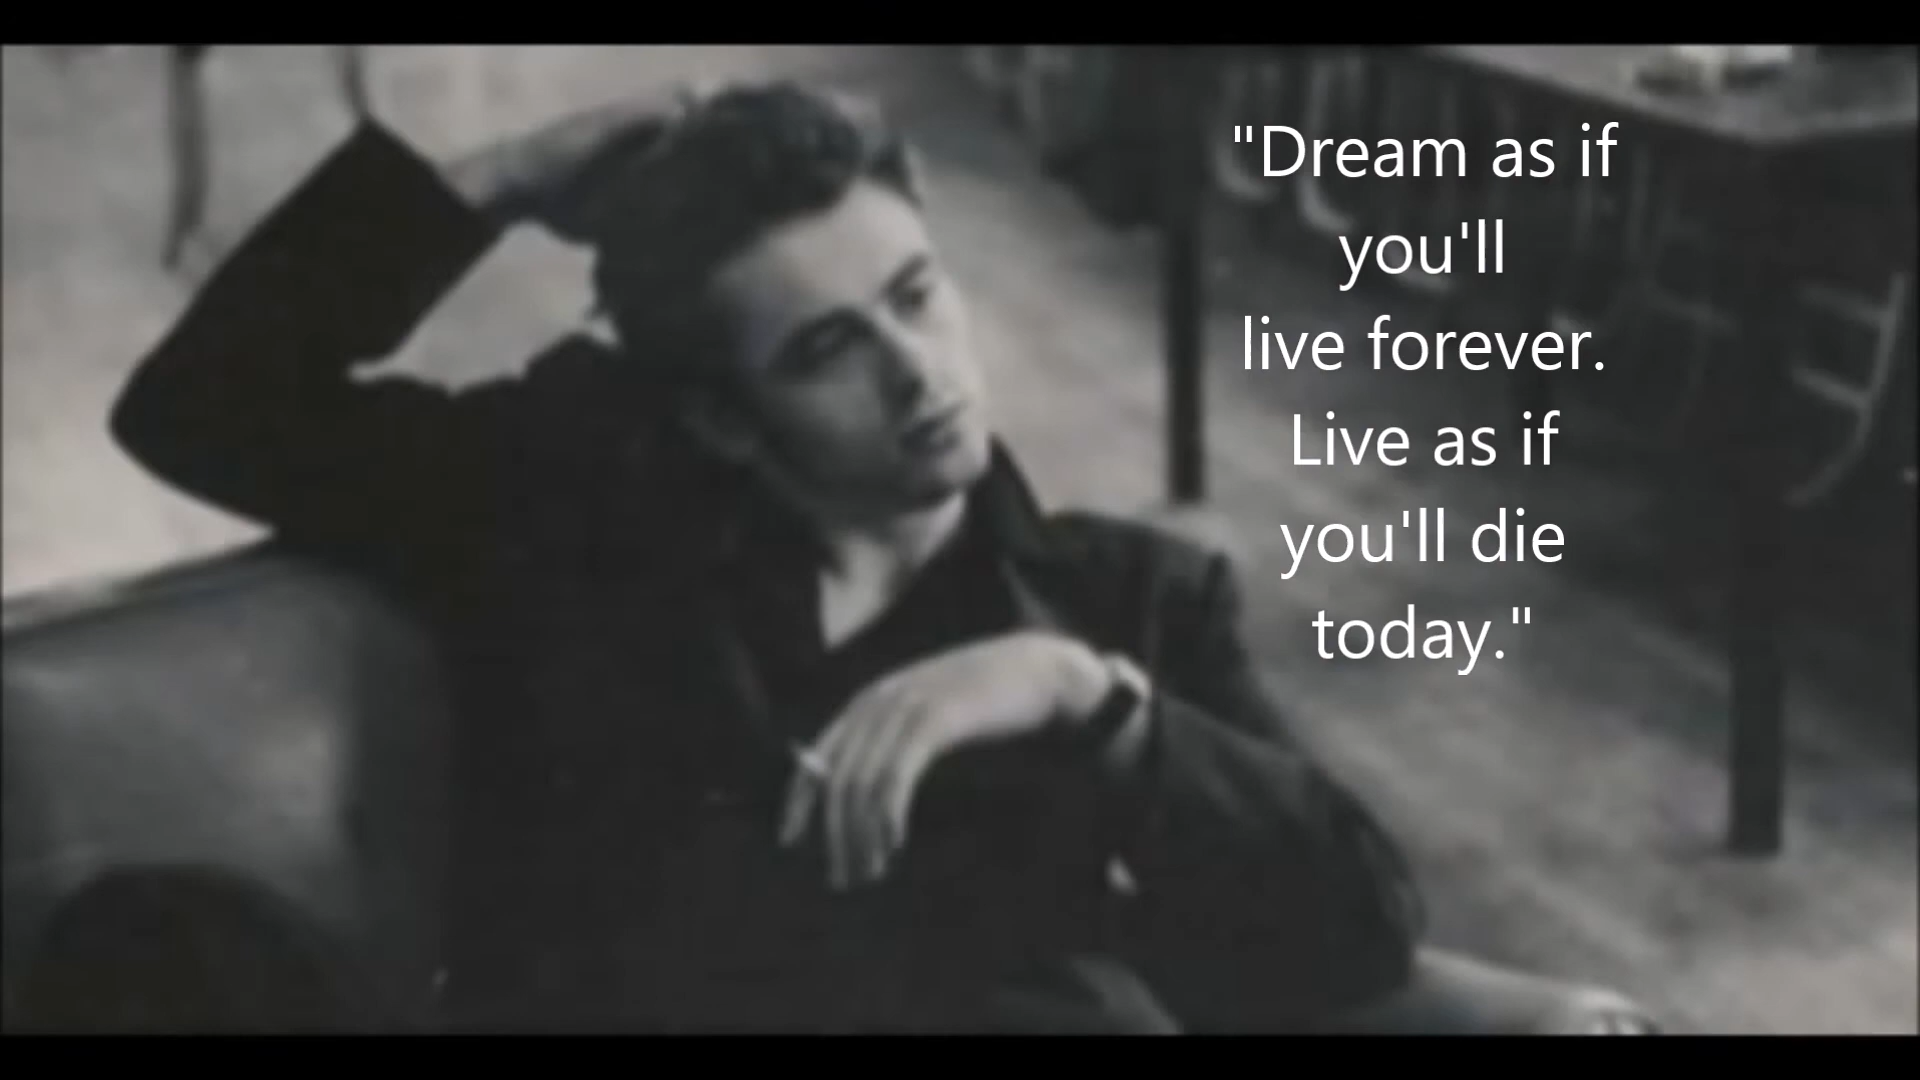 "Dream as if
you'll
live forever.
Live as if
you'll die
today."